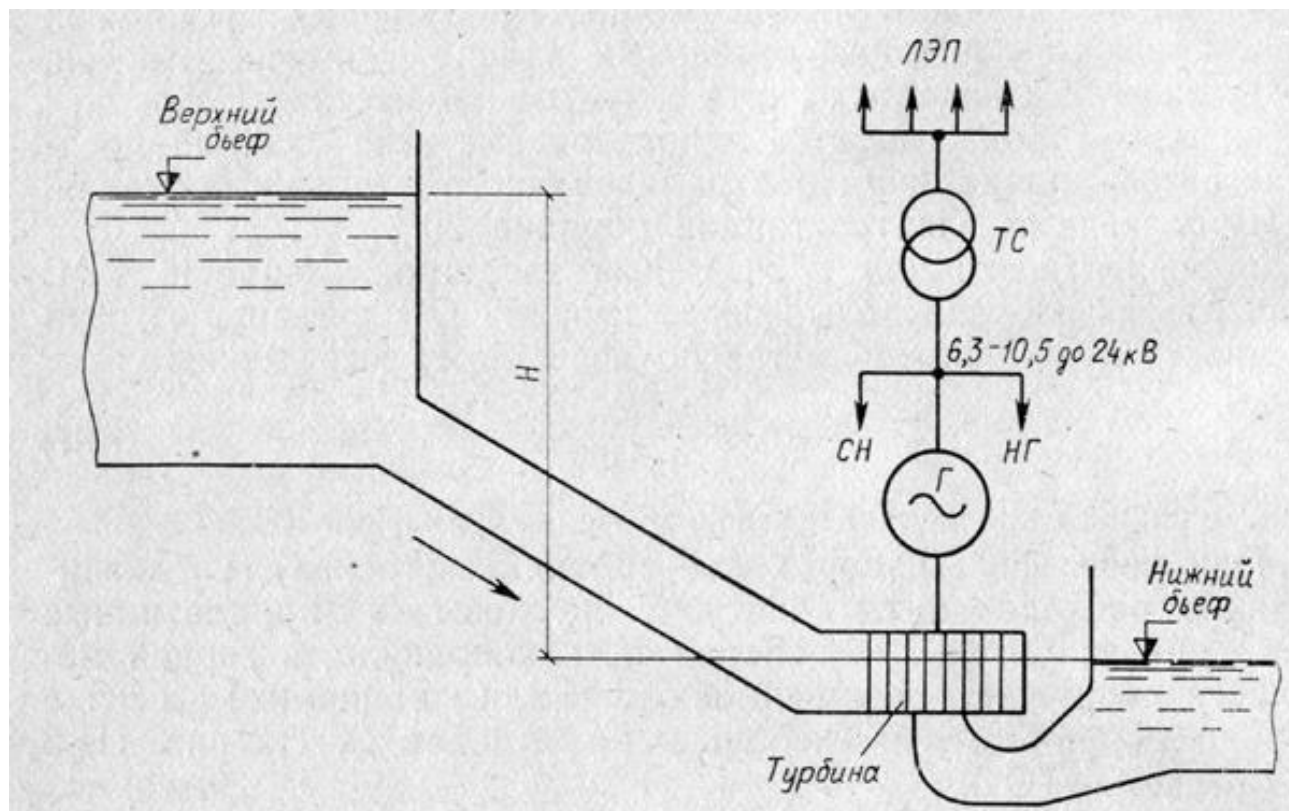 ЛЭП
Верхний
бьеф
ТС
6,3-10,5 до 24кВ
H
СН
НГ
Г
Нижний
бьеф
Турбина